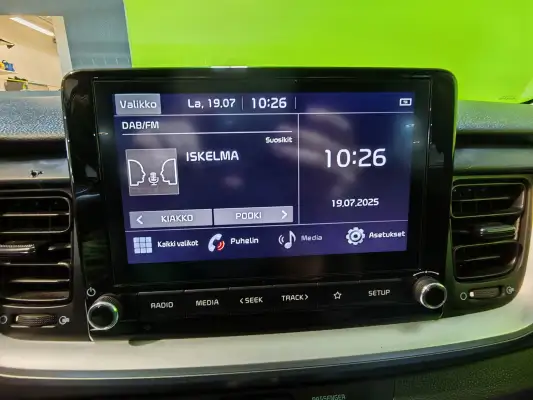 Valikko La, 19.07 10:26
DAB/FM
Suosikit
ISKELMA
10:26
19.07.2025
< KIAKKO POOKI >
Kaikki valikot Puhelin Media Asetukset
RADIO MEDIA <SEEK TRACK> SETUP
PASSENGER